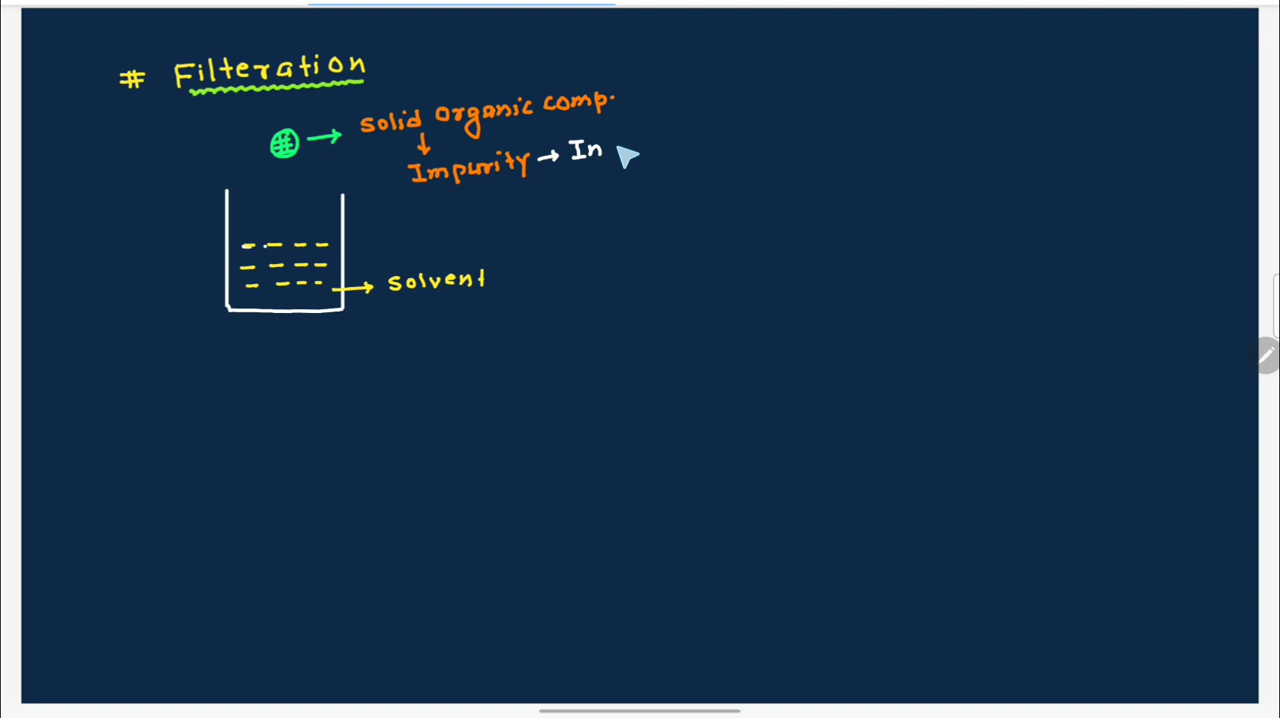 # Filteration
# → solid organic comp.
↓
Impurity → In
→ solvent